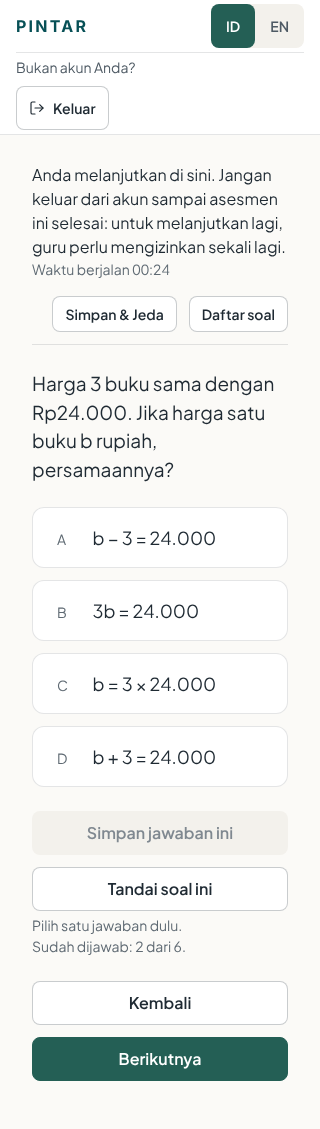 PINTAR
ID
EN
Bukan akun Anda?
Keluar
Anda melanjutkan di sini. Jangan
keluar dari akun sampai asesmen
ini selesai: untuk melanjutkan lagi,
guru perlu mengizinkan sekali lagi.
Waktu berjalan 00:24
Simpan & Jeda
Daftar soal
Harga 3 buku sama dengan
Rp24.000. Jika harga satu
buku b rupiah,
persamaannya?
A b − 3 = 24.000
B 3b = 24.000
C b = 3 × 24.000
D b + 3 = 24.000
Simpan jawaban ini
Tandai soal ini
Pilih satu jawaban dulu.
Sudah dijawab: 2 dari 6.
Kembali
Berikutnya